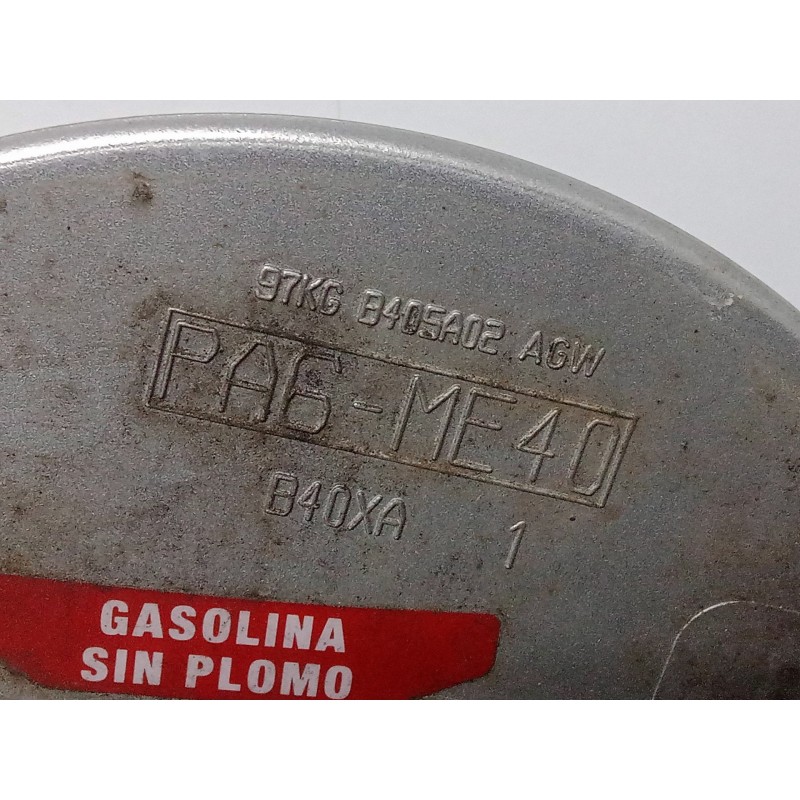 97KG B405A02 AGW
PA6-ME40
B40XA 1
GASOLINA
SIN PLOMO